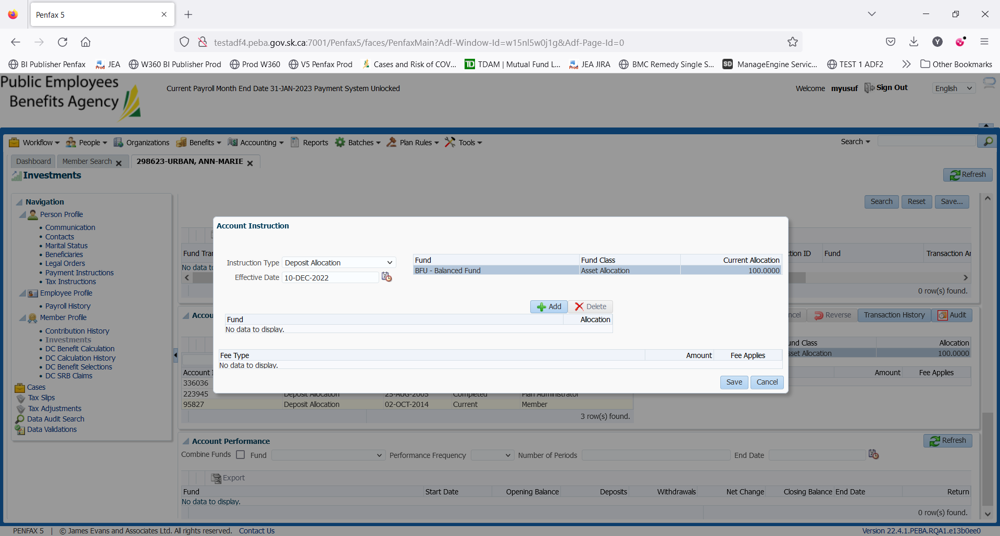 Penfax 5
testadf4.peba.gov.sk.ca:7001/Penfax5/faces/PenfaxMain?Adf-Window-Id=w15nl5w0j1g&Adf-Page-Id=0
Y
BI Publisher Penfax
Prod JEA
W360 BI Publisher Prod
Prod W360
V5 Penfax Prod
Cases and Risk of COV...
TD TDAM | Mutual Fund L...
Prod JEA JIRA
BMC Remedy Single S...
SD ManageEngine Servic...
TEST 1 ADF2
Other Bookmarks
Public Employees
Benefits Agency
Current Payroll Month End Date 31-JAN-2023 Payment System Unlocked
Welcome myusuf Sign Out English
Workflow People Organizations Benefits Accounting Reports Batches Plan Rules Tools Search
Dashboard Member Search 298623-URBAN, ANN-MARIE
Investments Refresh
Navigation
Person Profile
Communication
Contacts
Marital Status
Beneficiaries
Legal Orders
Payment Instructions
Tax Instructions
Employee Profile
Payroll History
Member Profile
Contribution History
Investments
DC Benefit Calculation
DC Calculation History
DC Benefit Selections
DC SRB Claims
Cases
Tax Slips
Tax Adjustments
Data Audit Search
Data Validations
Search Reset Save...
Fund Tra tion ID Fund Transaction Ar
No data to
0 row(s) found.
Accou ncel Reverse Transaction History Audit
und Class Allocation
sset Allocation 100.0000
Amount Fee Applies
Account I
336036
223945 Deposit Allocation 25-AUG-2005 Completed Plan Administrator
95827 Deposit Allocation 02-OCT-2014 Current Member
3 row(s) found.
Account Instruction
Instruction Type Deposit Allocation
Effective Date 10-DEC-2022
Fund Fund Class Current Allocation
BFU - Balanced Fund Asset Allocation 100.0000
Add Delete
Fund Allocation
No data to display.
Fee Type Amount Fee Applies
No data to display.
Save Cancel
Account Performance Refresh
Combine Funds Fund Performance Frequency Number of Periods End Date
Export
Fund Start Date Opening Balance Deposits Withdrawals Net Change Closing Balance End Date Return
No data to display.
0 row(s) found.
PENFAX 5 | © James Evans and Associates Ltd. All rights reserved. Contact Us Version 22.4.1.PEBA.RQA1.e13b0ee0